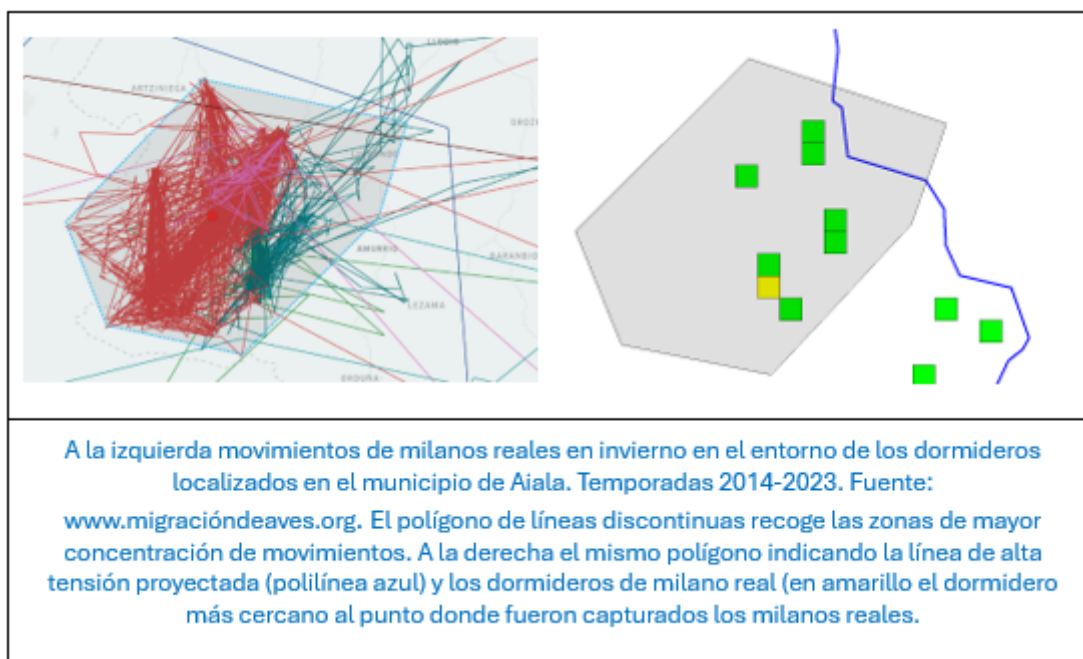 LLODIO
ARTZINIEGA
AMURRIO
LEZAMA
A la izquierda movimientos de milanos reales en invierno en el entorno de los dormideros
localizados en el municipio de Aiala. Temporadas 2014-2023. Fuente:
www.migracióndeaves.org. El polígono de líneas discontinuas recoge las zonas de mayor
concentración de movimientos. A la derecha el mismo polígono indicando la línea de alta
tensión proyectada (polilínea azul) y los dormideros de milano real (en amarillo el dormidero
más cercano al punto donde fueron capturados los milanos reales.